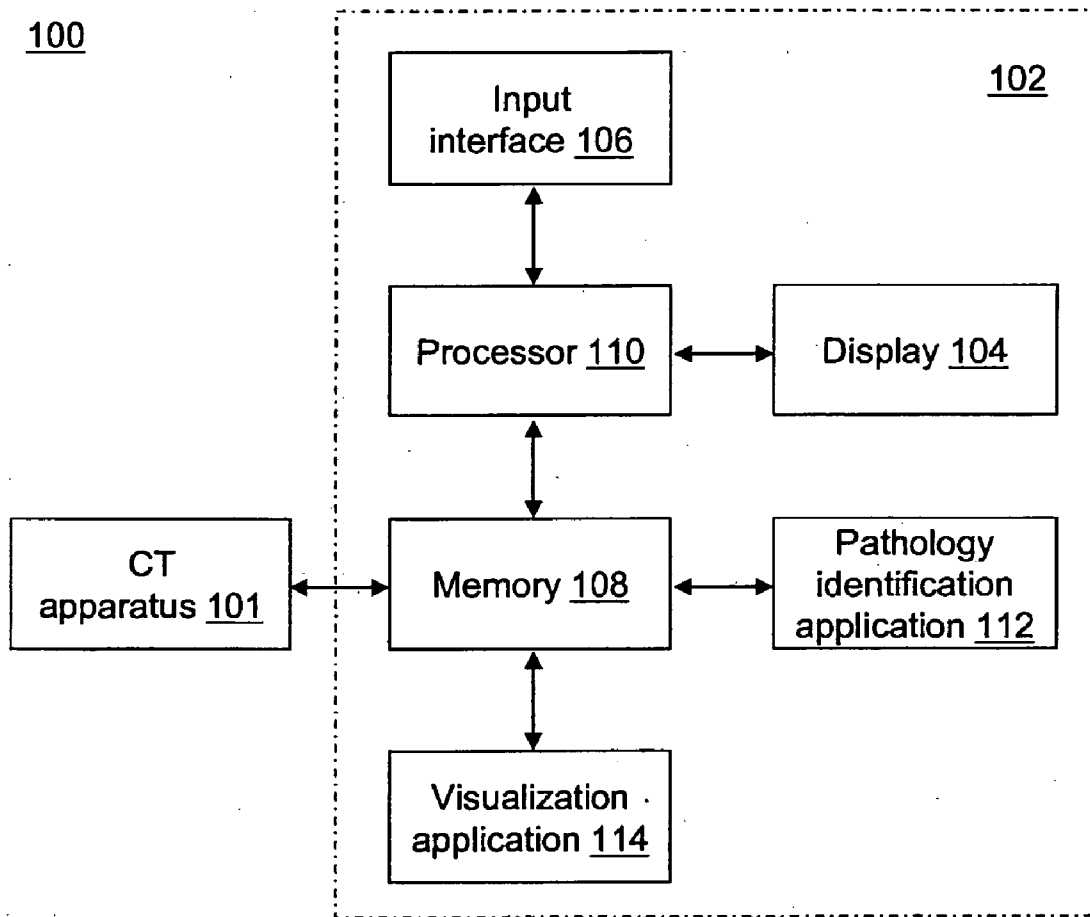 100
102
Input
interface 106
Processor 110
Display 104
CT
apparatus 101
Memory 108
Pathology
identification
application 112
Visualization
application 114